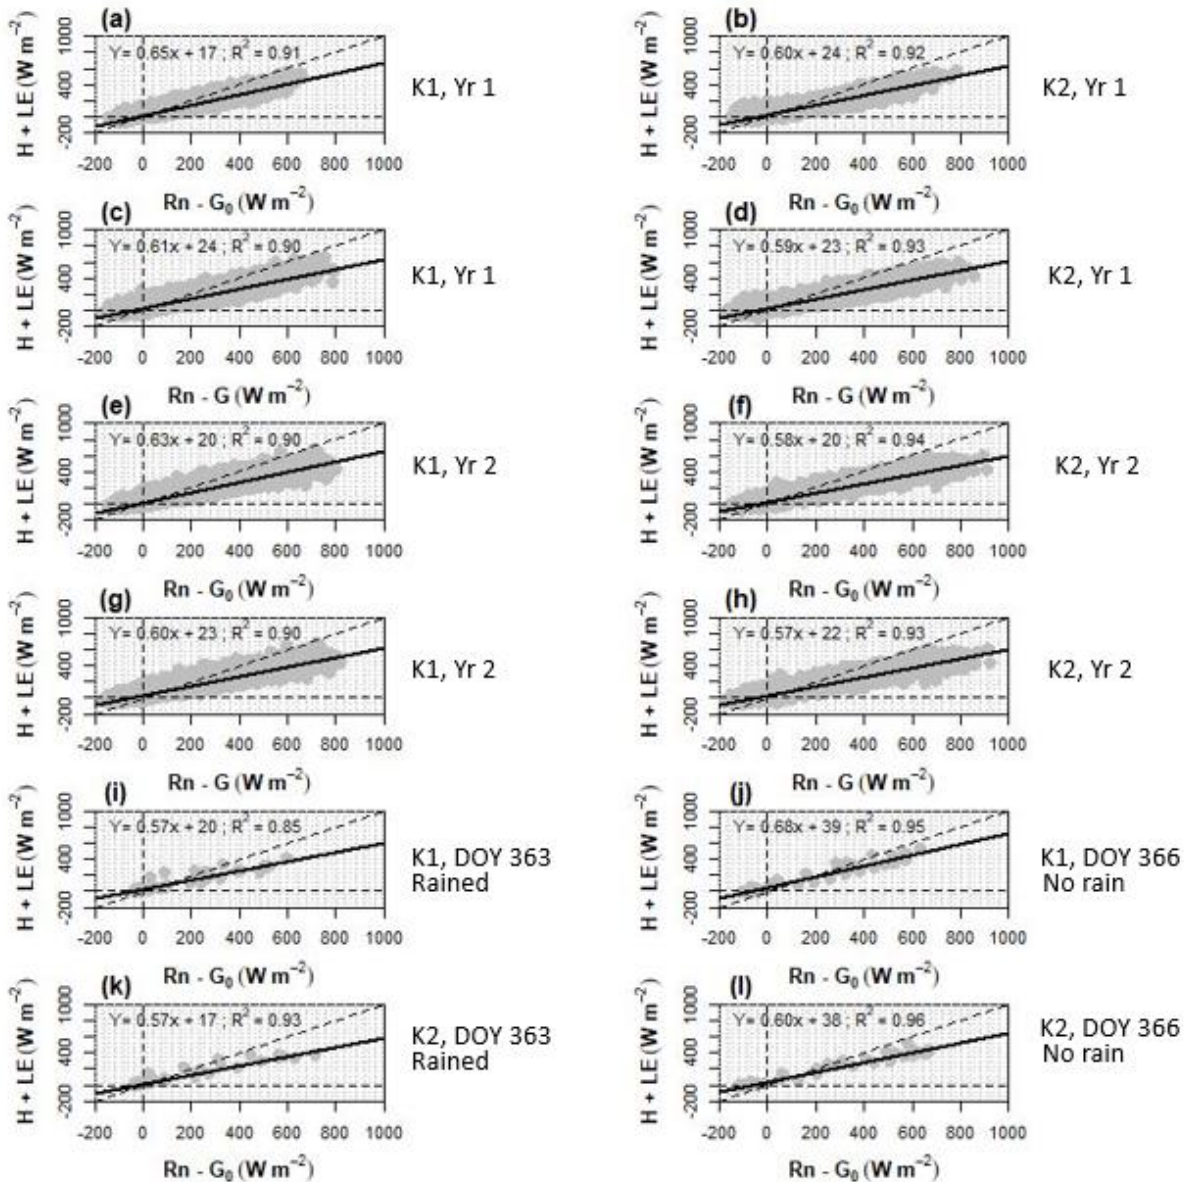 (a) (b)
H + LE (W m⁻²) 1000 400 -200 Y= 0.65x + 17 ; R² = 0.91 K1, Yr 1 H + LE (W m⁻²) 1000 400 -200 Y= 0.60x + 24 ; R² = 0.92 K2, Yr 1
-200 0 200 400 600 800 1000 -200 0 200 400 600 800 1000
Rn - G₀ (W m⁻²) Rn - G₀ (W m⁻²)
(c) (d)
H + LE (W m⁻²) 1000 400 -200 Y= 0.61x + 24 ; R² = 0.90 K1, Yr 1 H + LE (W m⁻²) 1000 400 -200 Y= 0.59x + 23 ; R² = 0.93 K2, Yr 1
-200 0 200 400 600 800 1000 -200 0 200 400 600 800 1000
Rn - G (W m⁻²) Rn - G (W m⁻²)
(e) (f)
H + LE (W m⁻²) 1000 400 -200 Y= 0.63x + 20 ; R² = 0.90 K1, Yr 2 H + LE (W m⁻²) 1000 400 -200 Y= 0.58x + 20 ; R² = 0.94 K2, Yr 2
-200 0 200 400 600 800 1000 -200 0 200 400 600 800 1000
Rn - G₀ (W m⁻²) Rn - G₀ (W m⁻²)
(g) (h)
H + LE (W m⁻²) 1000 400 -200 Y= 0.60x + 23 ; R² = 0.90 K1, Yr 2 H + LE (W m⁻²) 1000 400 -200 Y= 0.57x + 22 ; R² = 0.93 K2, Yr 2
-200 0 200 400 600 800 1000 -200 0 200 400 600 800 1000
Rn - G (W m⁻²) Rn - G (W m⁻²)
(i) (j)
H + LE (W m⁻²) 1000 400 -200 Y= 0.57x + 20 ; R² = 0.85 K1, DOY 363 Rained H + LE (W m⁻²) 1000 400 -200 Y= 0.68x + 39 ; R² = 0.95 K1, DOY 366 No rain
-200 0 200 400 600 800 1000 -200 0 200 400 600 800 1000
Rn - G₀ (W m⁻²) Rn - G₀ (W m⁻²)
(k) (l)
H + LE (W m⁻²) 1000 400 -200 Y= 0.57x + 17 ; R² = 0.93 K2, DOY 363 Rained H + LE (W m⁻²) 1000 400 -200 Y= 0.60x + 38 ; R² = 0.96 K2, DOY 366 No rain
-200 0 200 400 600 800 1000 -200 0 200 400 600 800 1000
Rn - G₀ (W m⁻²) Rn - G₀ (W m⁻²)